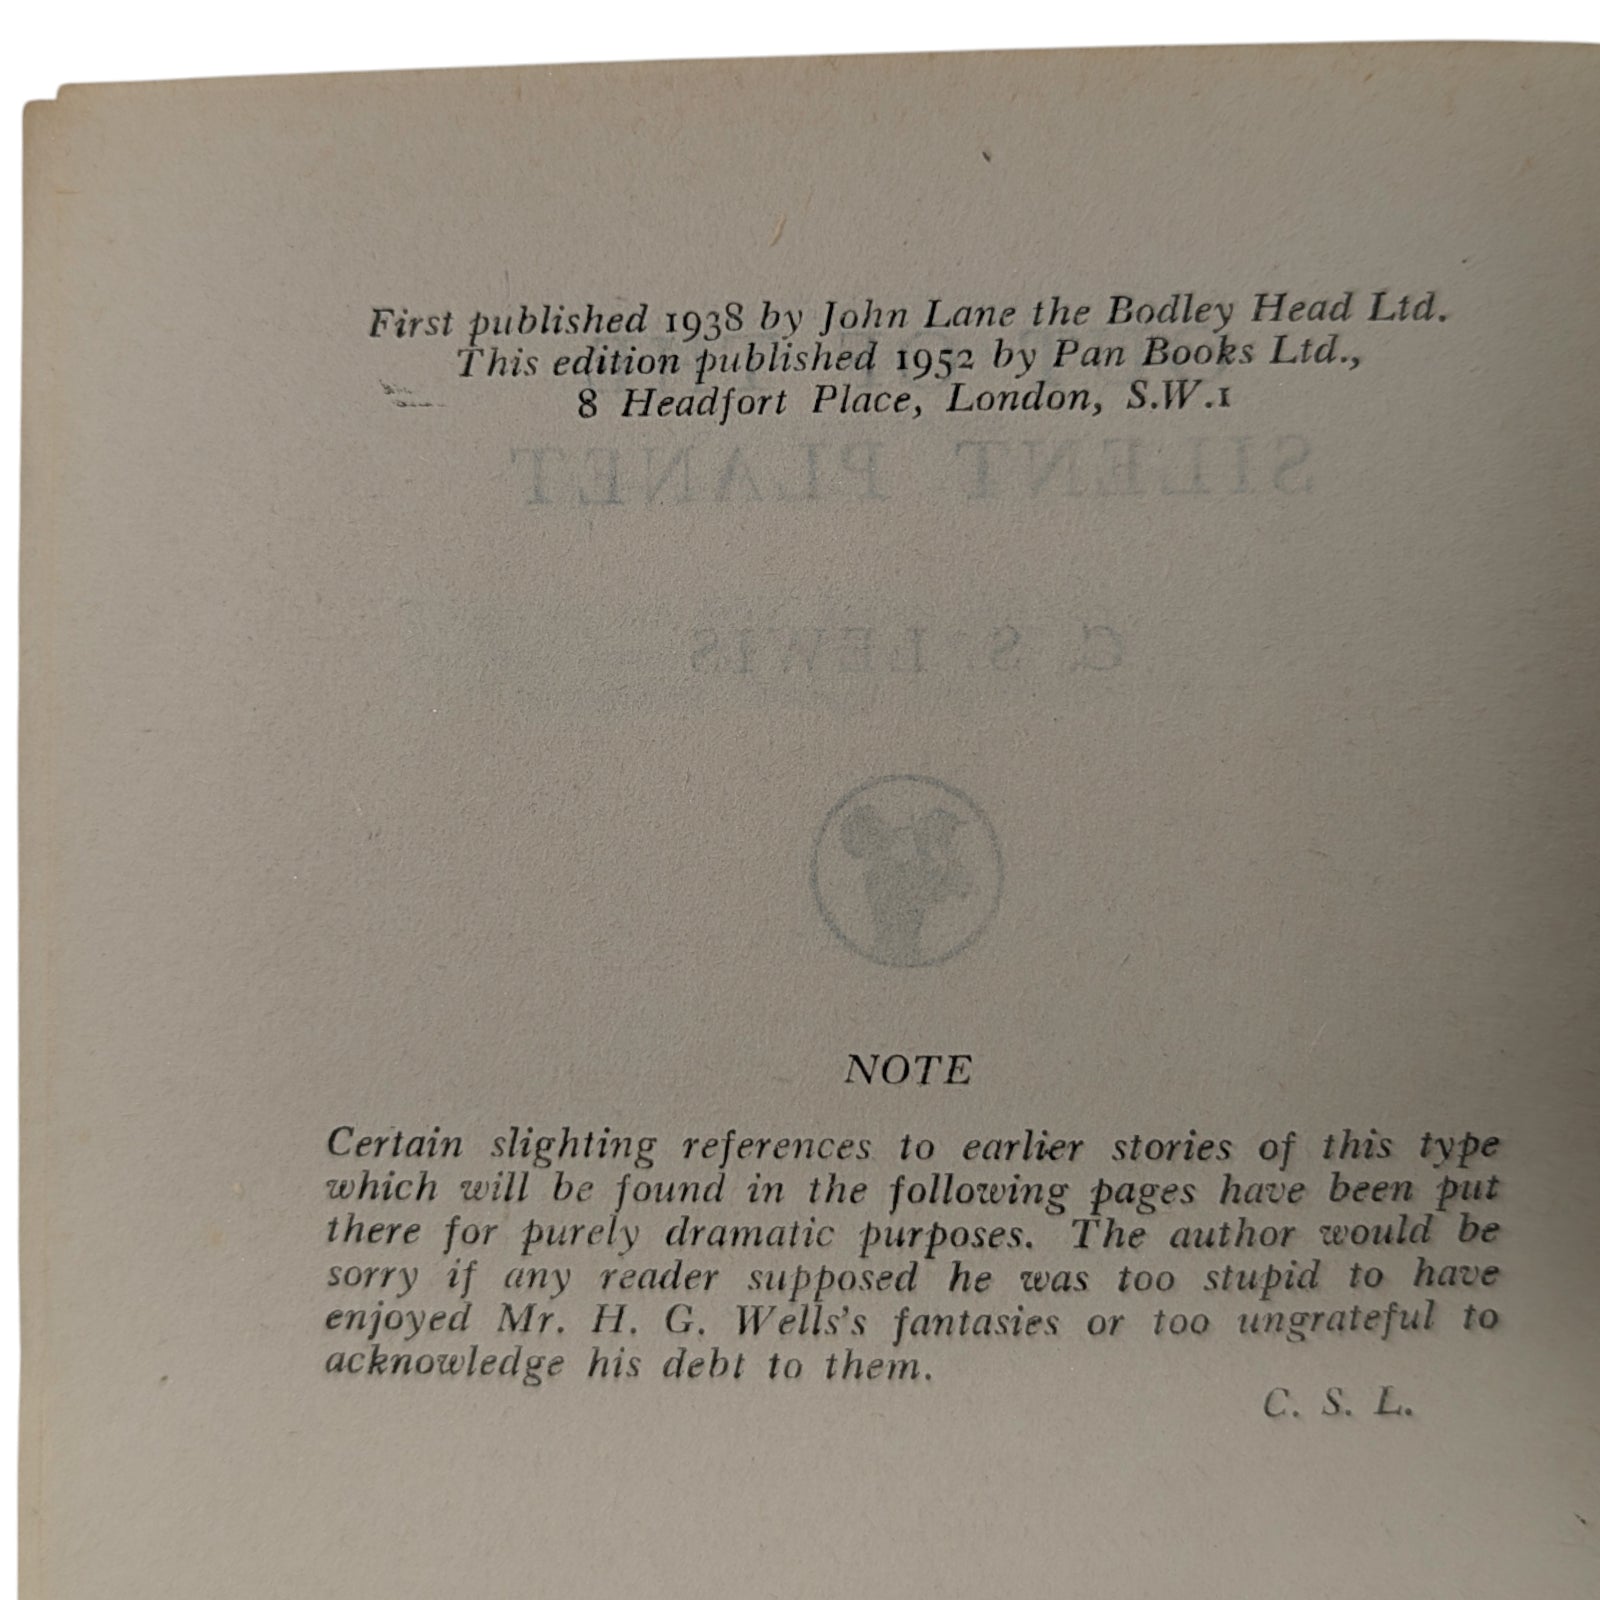 First published 1938 by John Lane the Bodley Head Ltd.
This edition published 1952 by Pan Books Ltd.,
8 Headfort Place, London, S.W.1
SILENT PLANET
C. S. LEWIS
NOTE
Certain slighting references to earlier stories of this type
which will be found in the following pages have been put
there for purely dramatic purposes. The author would be
sorry if any reader supposed he was too stupid to have
enjoyed Mr. H. G. Wells's fantasies or too ungrateful to
acknowledge his debt to them.
C. S. L.